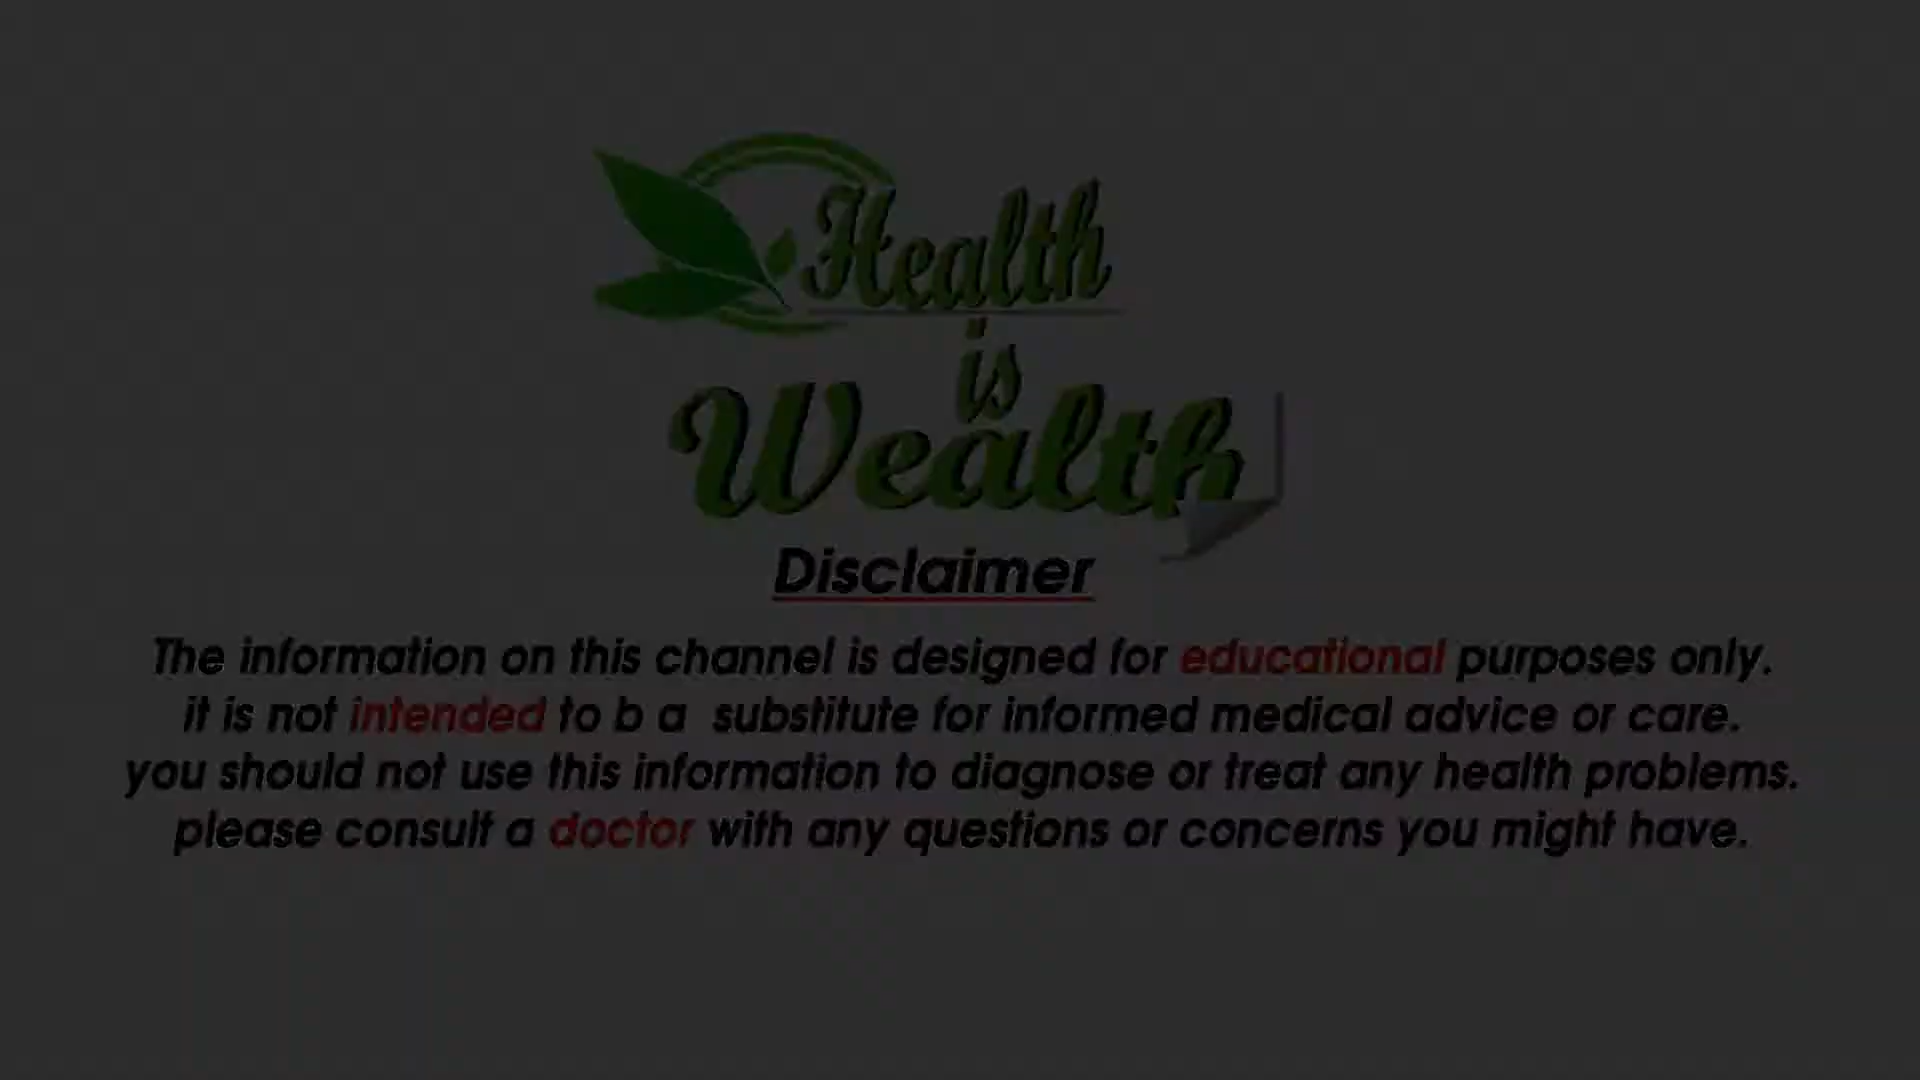 Health
is
Wealth
Disclaimer
The information on this channel is designed for educational purposes only.
it is not intended to b a substitute for informed medical advice or care.
you should not use this information to diagnose or treat any health problems.
please consult a doctor with any questions or concerns you might have.